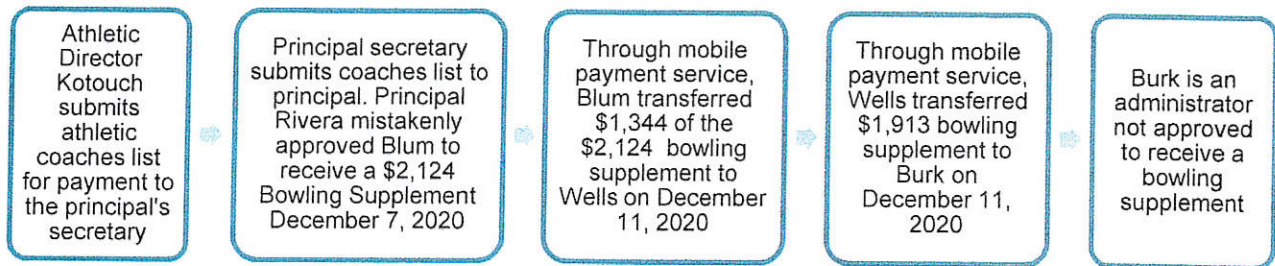 Athletic
Director
Kotouch
submits
athletic
coaches list
for payment to
the principal's
secretary
Principal secretary
submits coaches list to
principal. Principal
Rivera mistakenly
approved Blum to
receive a $2,124
Bowling Supplement
December 7, 2020
Through mobile
payment service,
Blum transferred
$1,344 of the
$2,124 bowling
supplement to
Wells on December
11, 2020
Through mobile
payment service,
Wells transferred
$1,913 bowling
supplement to
Burk on
December 11,
2020
Burk is an
administrator
not approved
to receive a
bowling
supplement